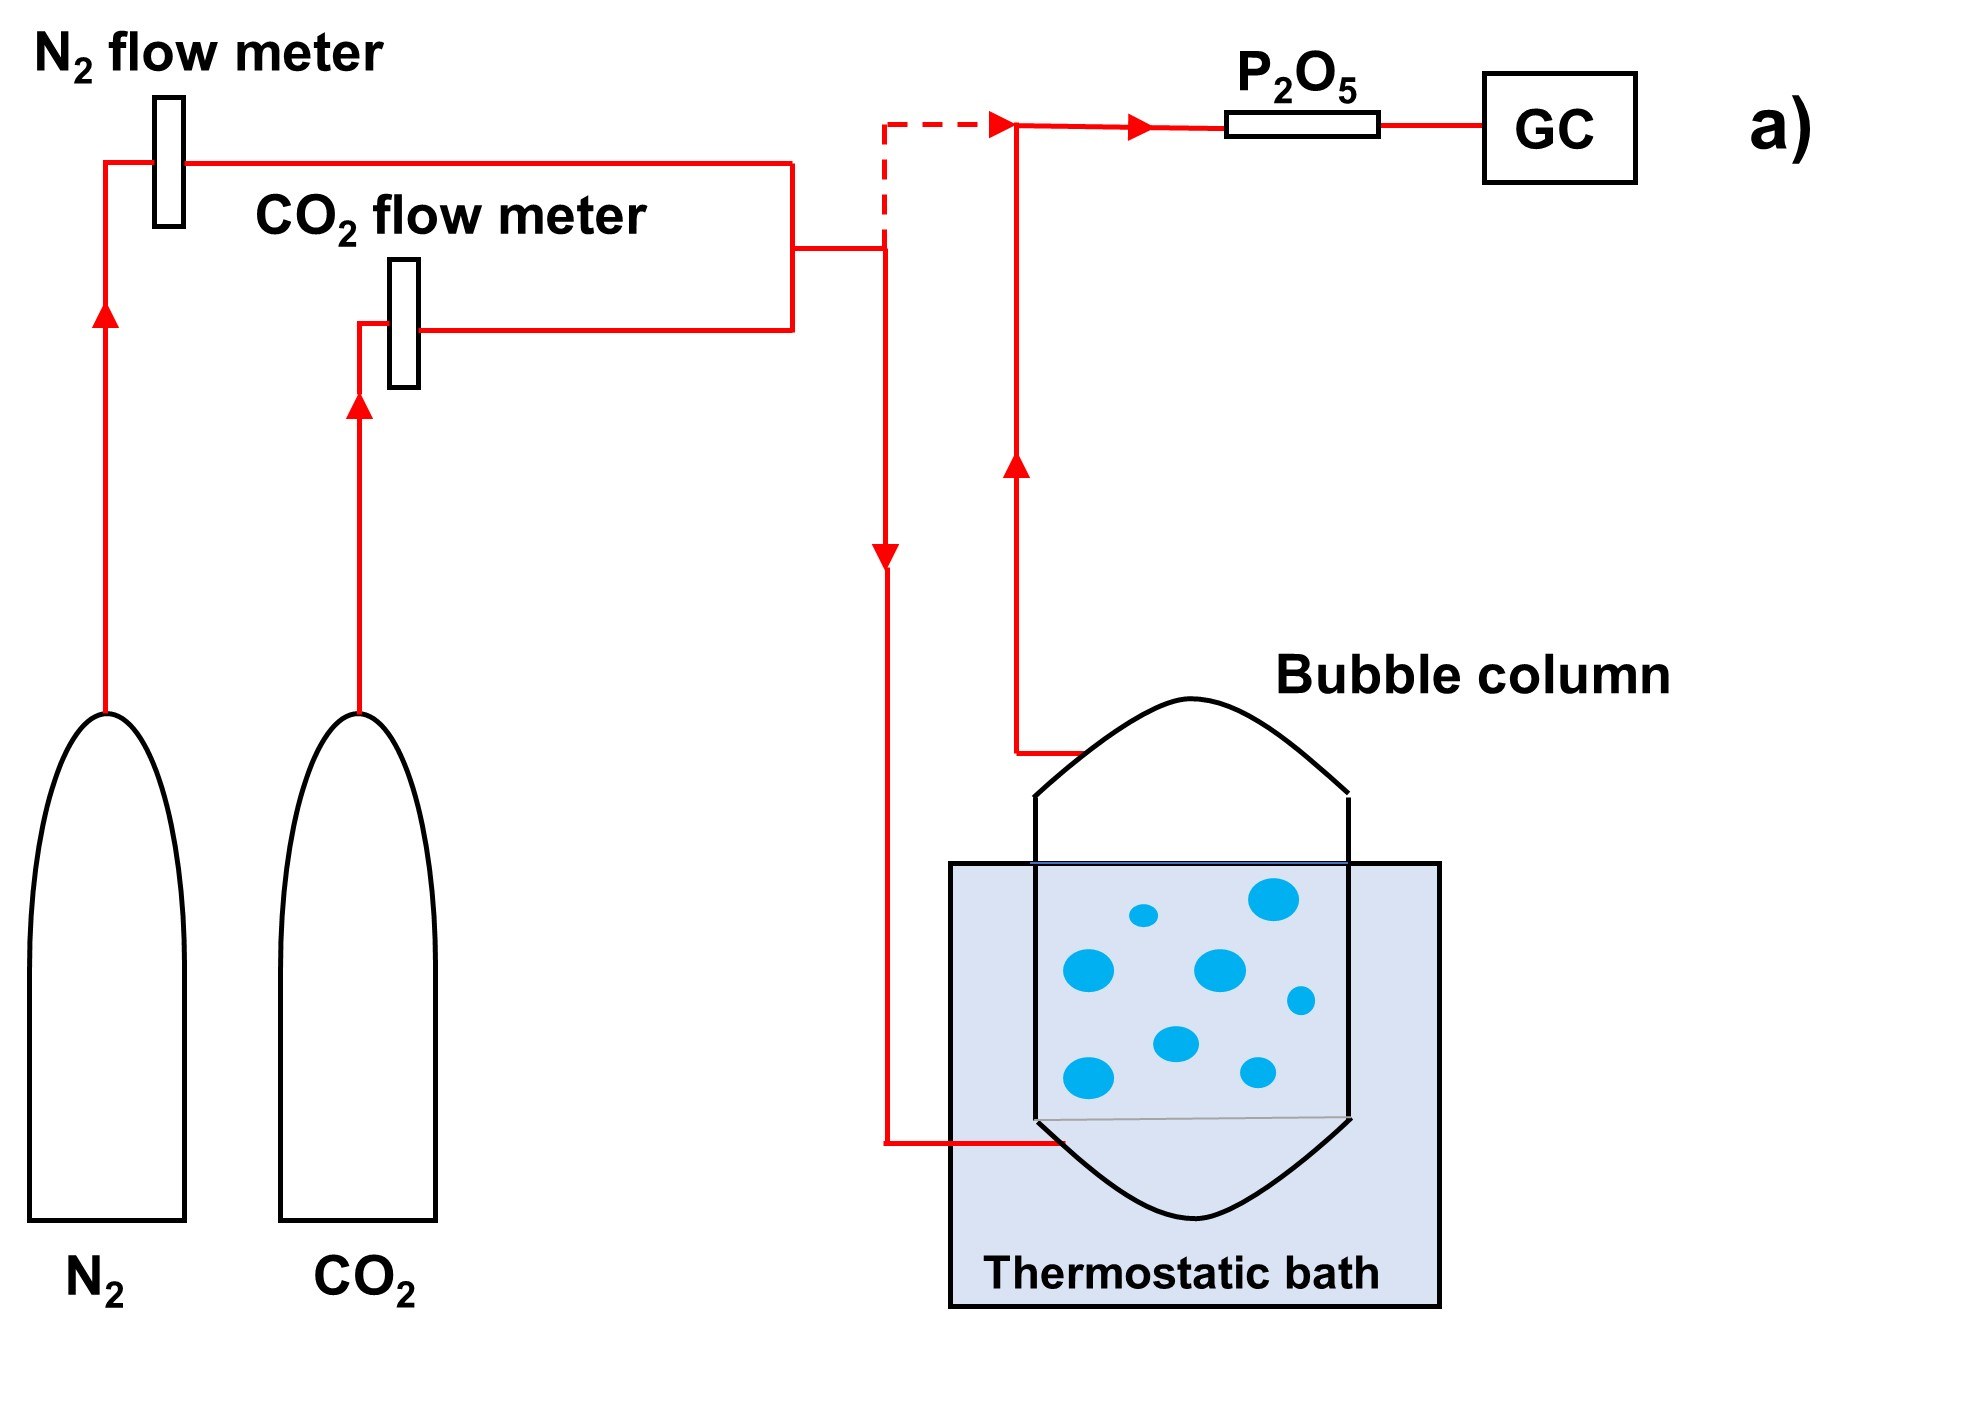 N₂ flow meter
P₂O₅
GC
a)
CO₂ flow meter
Bubble column
Thermostatic bath
N₂
CO₂